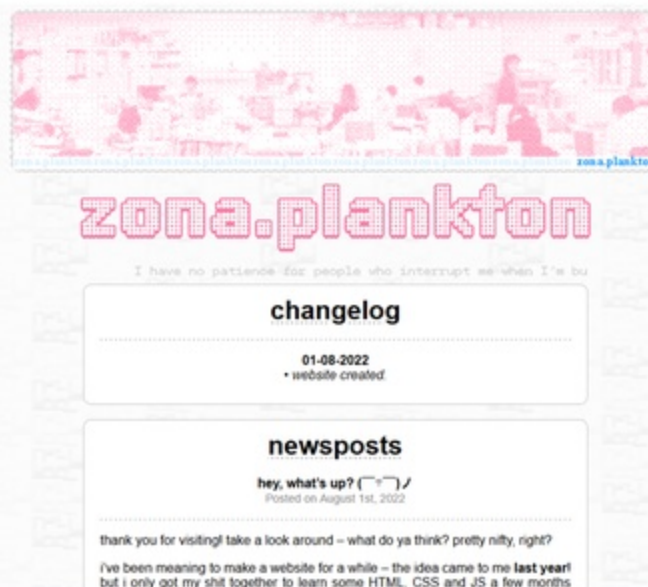 zona.plankto
zona.plankton
I have no patience for people who interrupt me when I'm bu
changelog
01-08-2022
• website created.
newsposts
hey, what's up? (￣▿￣)ノ
Posted on August 1st, 2022
thank you for visiting! take a look around – what do ya think? pretty nifty, right?
i've been meaning to make a website for a while – the idea came to me last year!
but i only got my shit together to learn some HTML, CSS and JS a few months